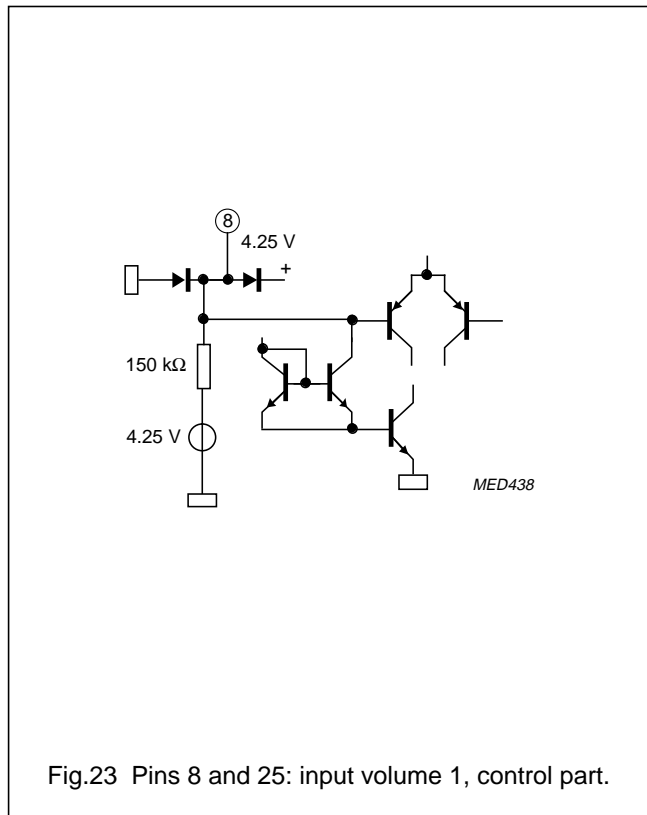 8
4.25 V
+
150 kΩ
4.25 V
MED438
Fig.23 Pins 8 and 25: input volume 1, control part.